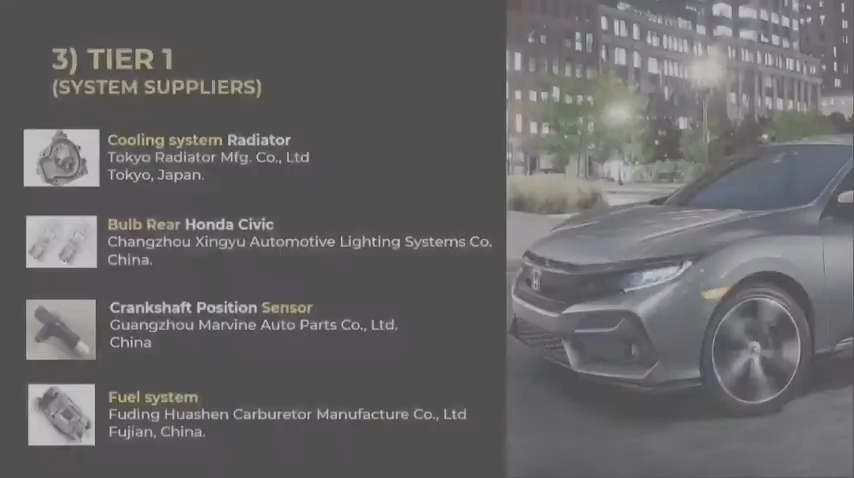 3) TIER 1
(SYSTEM SUPPLIERS)
Cooling system Radiator
Tokyo Radiator Mfg. Co., Ltd
Tokyo, Japan.
Bulb Rear Honda Civic
Changzhou Xingyu Automotive Lighting Systems Co.
China.
Crankshaft Position Sensor
Guangzhou Marvine Auto Parts Co., Ltd.
China
Fuel system
Fuding Huashen Carburetor Manufacture Co., Ltd
Fujian, China.